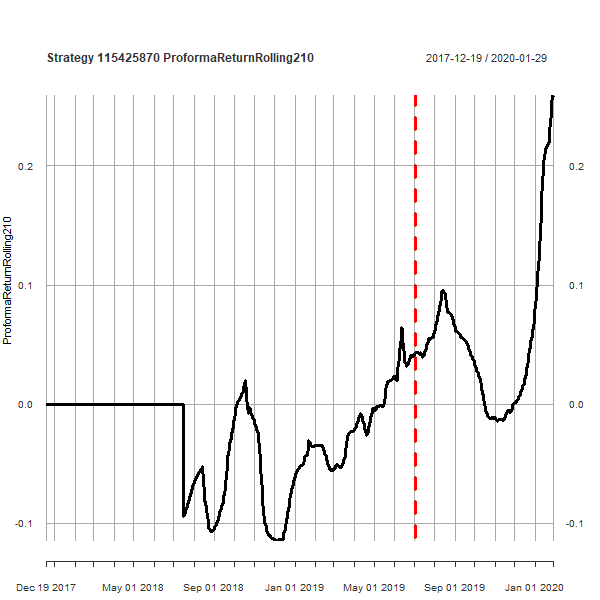 Strategy 115425870 ProformaReturnRolling210
2017-12-19 / 2020-01-29
ProformaReturnRolling210
0.2 0.2
0.1 0.1
0.0 0.0
-0.1 -0.1
Dec 19 2017 May 01 2018 Sep 01 2018 Jan 01 2019 May 01 2019 Sep 01 2019 Jan 01 2020